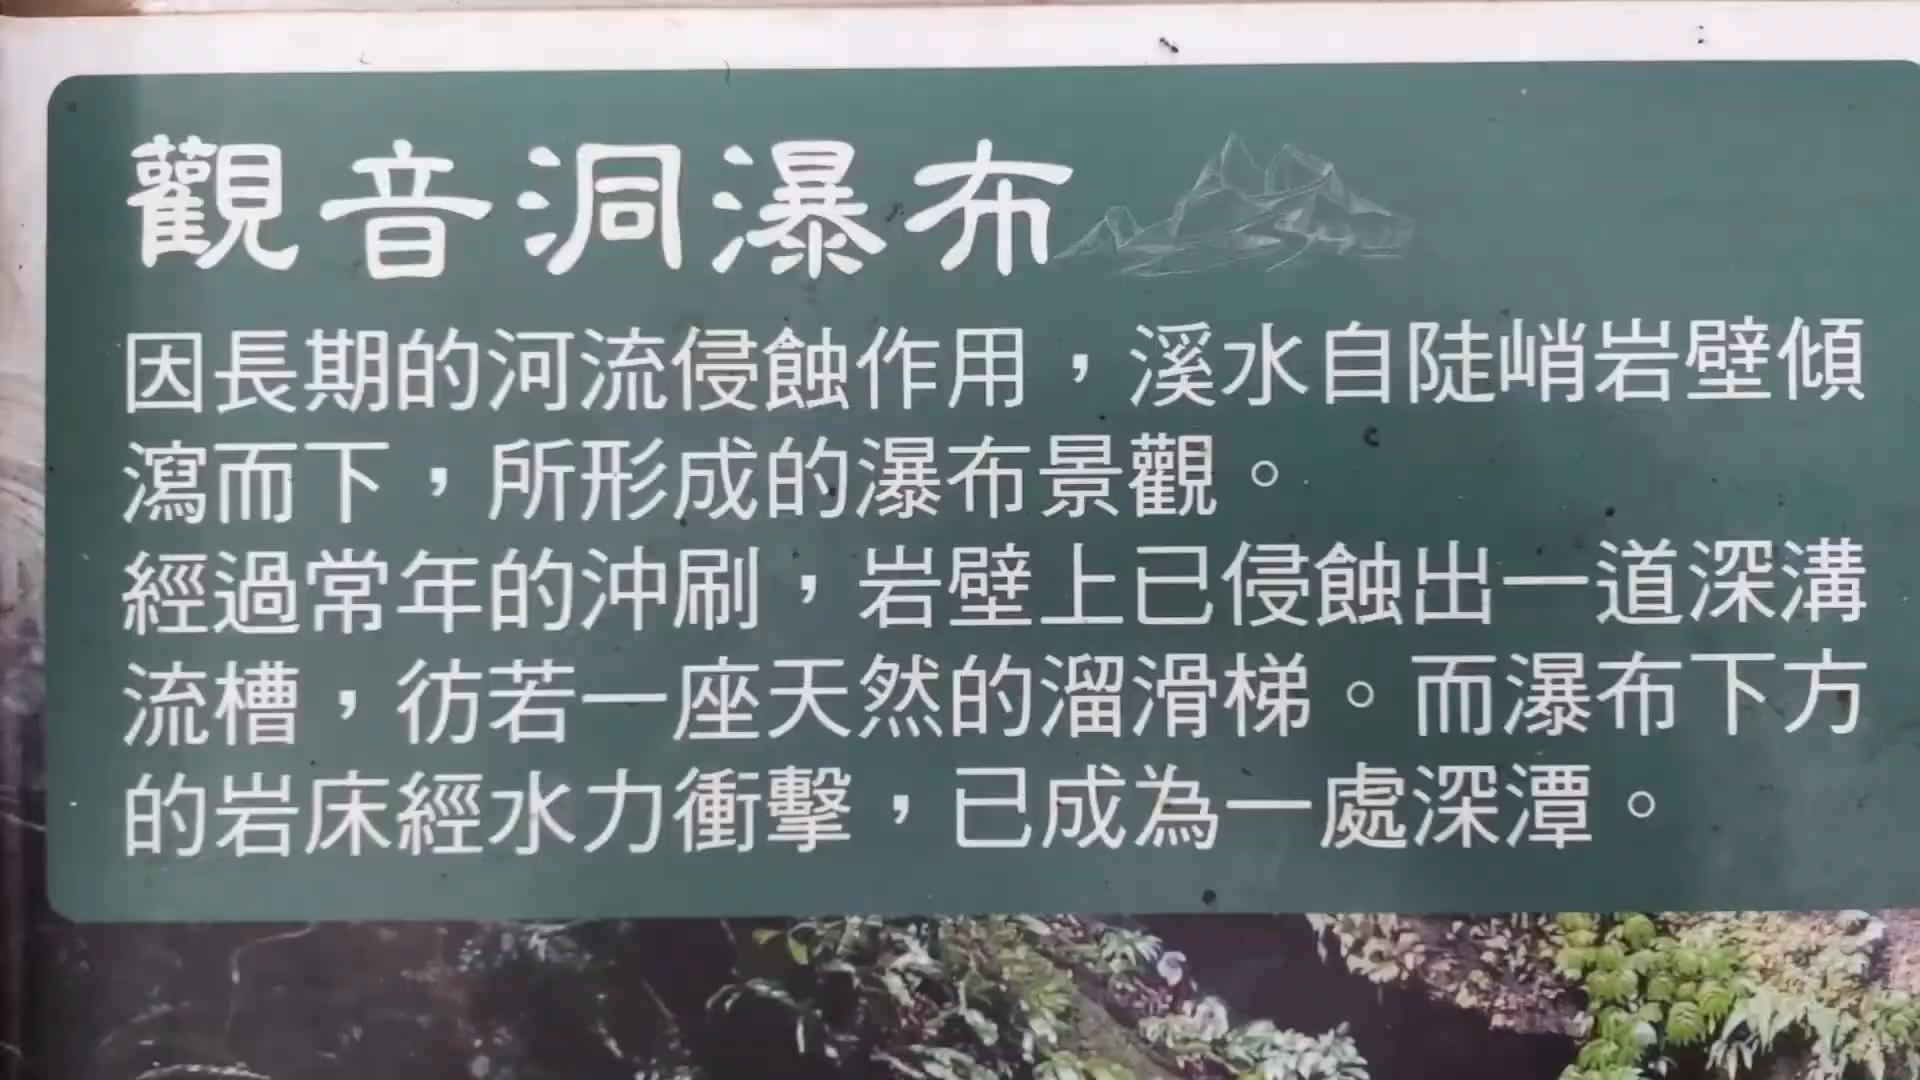 觀音洞瀑布
因長期的河流侵蝕作用，溪水自陡峭岩壁傾
瀉而下，所形成的瀑布景觀。
經過常年的沖刷，岩壁上已侵蝕出一道深溝
流槽，彷若一座天然的溜滑梯。而瀑布下方
的岩床經水力衝擊，已成為一處深潭。